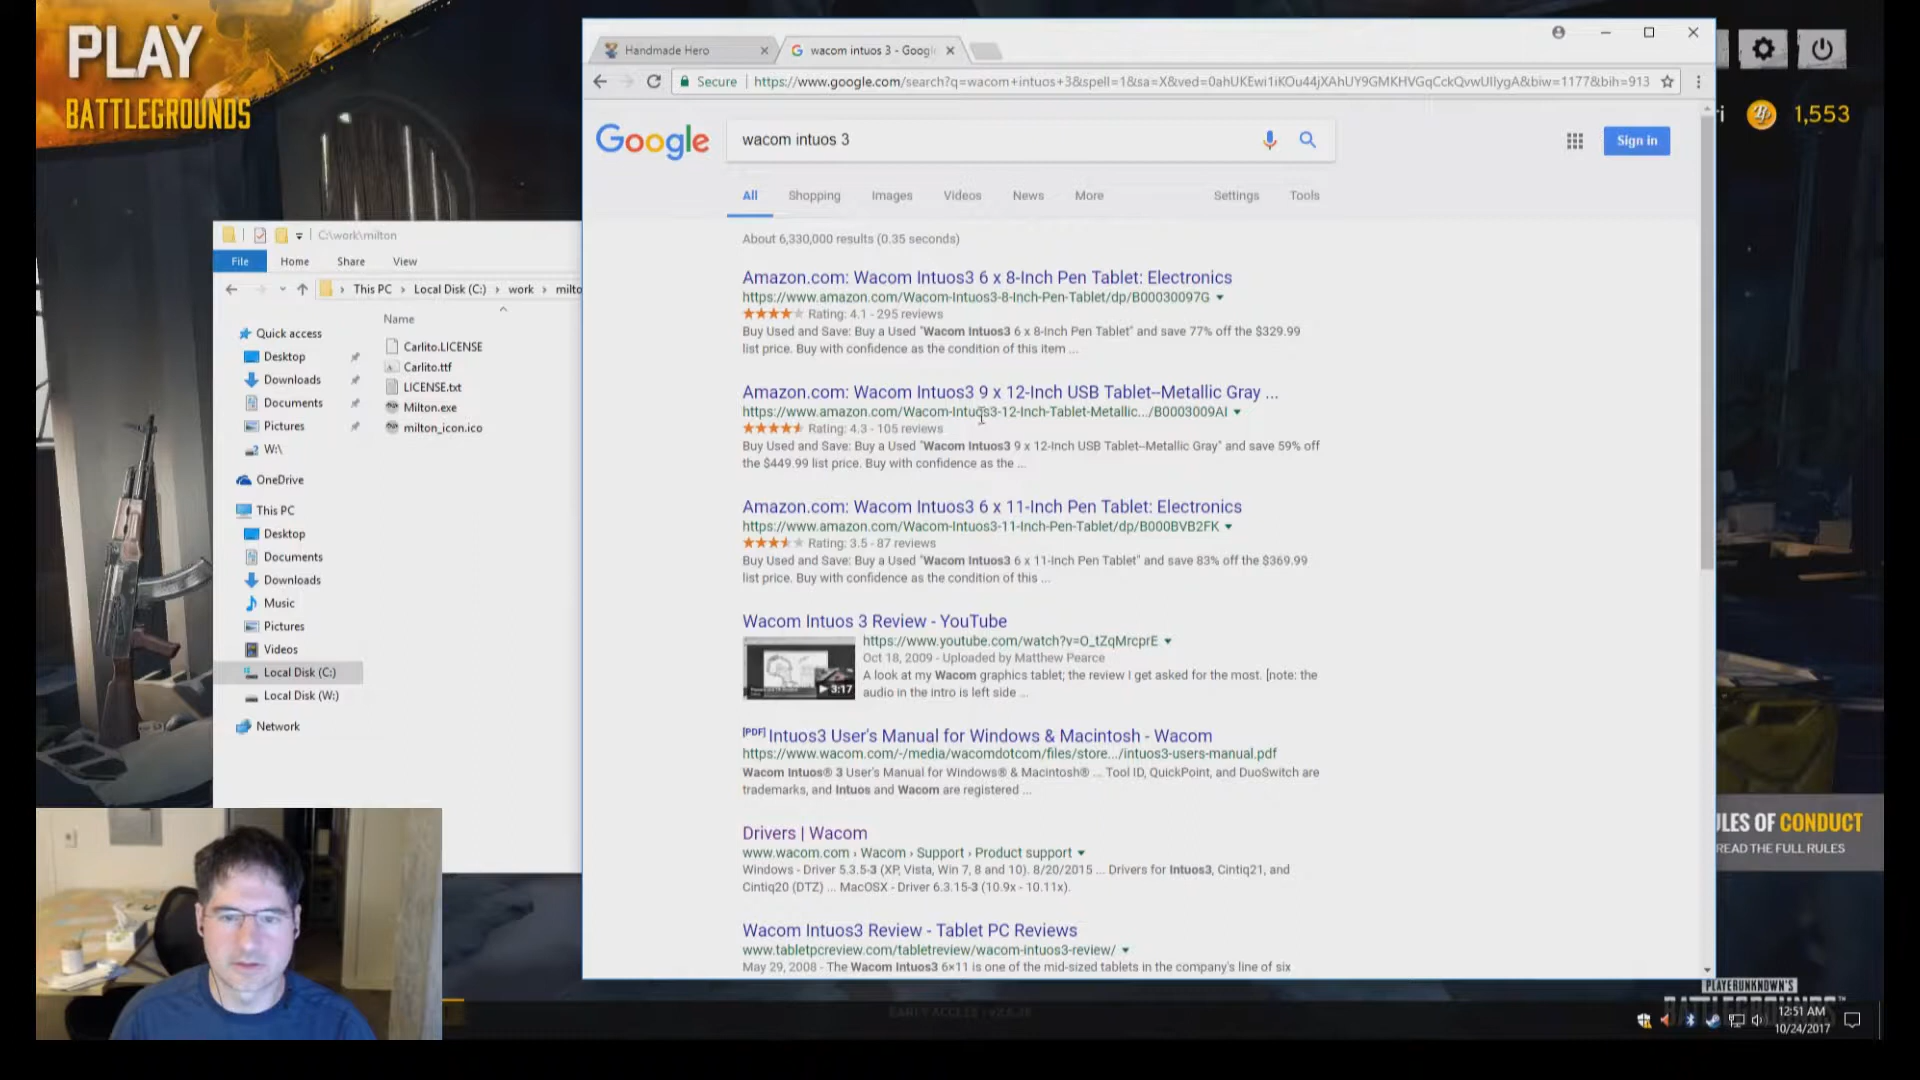 PLAY
BATTLEGROUNDS
Handmade Hero
wacom intuos 3 - Google
Secure
https://www.google.com/search?q=wacom+intuos+3&spell=1&sa=X&ved=0ahUKEwi1iKOu44jXAhUY9GMKHVGqCckQvwUIIygA&biw=1177&bih=913
1,553
Google
wacom intuos 3
Sign in
All
Shopping
Images
Videos
News
More
Settings
Tools
About 6,330,000 results (0.35 seconds)
Amazon.com: Wacom Intuos3 6 x 8-Inch Pen Tablet: Electronics
https://www.amazon.com/Wacom-Intuos3-8-Inch-Pen-Tablet/dp/B00030097G
Rating: 4.1 - 295 reviews
Buy Used and Save: Buy a Used "Wacom Intuos3 6 x 8-Inch Pen Tablet" and save 77% off the $329.99
list price. Buy with confidence as the condition of this item ...
Amazon.com: Wacom Intuos3 9 x 12-Inch USB Tablet--Metallic Gray ...
https://www.amazon.com/Wacom-Intuos3-12-Inch-Tablet-Metallic.../B0003009AI
Rating: 4.3 - 105 reviews
Buy Used and Save: Buy a Used "Wacom Intuos3 9 x 12-Inch USB Tablet--Metallic Gray" and save 59% off
the $449.99 list price. Buy with confidence as the ...
Amazon.com: Wacom Intuos3 6 x 11-Inch Pen Tablet: Electronics
https://www.amazon.com/Wacom-Intuos3-11-Inch-Pen-Tablet/dp/B000BVB2FK
Rating: 3.5 - 87 reviews
Buy Used and Save: Buy a Used "Wacom Intuos3 6 x 11-Inch Pen Tablet" and save 83% off the $369.99
list price. Buy with confidence as the condition of this ...
Wacom Intuos 3 Review - YouTube
https://www.youtube.com/watch?v=O_tZqMrcprE
Oct 18, 2009 - Uploaded by Matthew Pearce
A look at my Wacom graphics tablet; the review I get asked for the most. [note: the
audio in the intro is left side ...
3:17
[PDF] Intuos3 User's Manual for Windows & Macintosh - Wacom
https://www.wacom.com/-/media/wacomdotcom/files/store.../intuos3-users-manual.pdf
Wacom Intuos® 3 User's Manual for Windows® & Macintosh® ... Tool ID, QuickPoint, and DuoSwitch are
trademarks, and Intuos and Wacom are registered ...
Drivers | Wacom
www.wacom.com › Wacom › Support › Product support
Windows - Driver 5.3.5-3 (XP, Vista, Win 7, 8 and 10). 8/20/2015 ... Drivers for Intuos3, Cintiq21, and
Cintiq20 (DTZ) ... MacOSX - Driver 6.3.15-3 (10.9x - 10.11x).
Wacom Intuos3 Review - Tablet PC Reviews
www.tabletpcreview.com/tabletreview/wacom-intuos3-review/
May 29, 2008 - The Wacom Intuos3 6×11 is one of the mid-sized tablets in the company's line of six
C:\work\milton
File
Home
Share
View
This PC › Local Disk (C:) › work › milto
Name
Carlito.LICENSE
Carlito.ttf
LICENSE.txt
Milton.exe
milton_icon.ico
Quick access
Desktop
Downloads
Documents
Pictures
W:\
OneDrive
This PC
Desktop
Documents
Downloads
Music
Pictures
Videos
Local Disk (C:)
Local Disk (W:)
Network
ULES OF CONDUCT
READ THE FULL RULES
PLAYERUNKNOWN'S
BATTLEGROUNDS
EARLY ACCESS
12:51 AM
10/24/2017